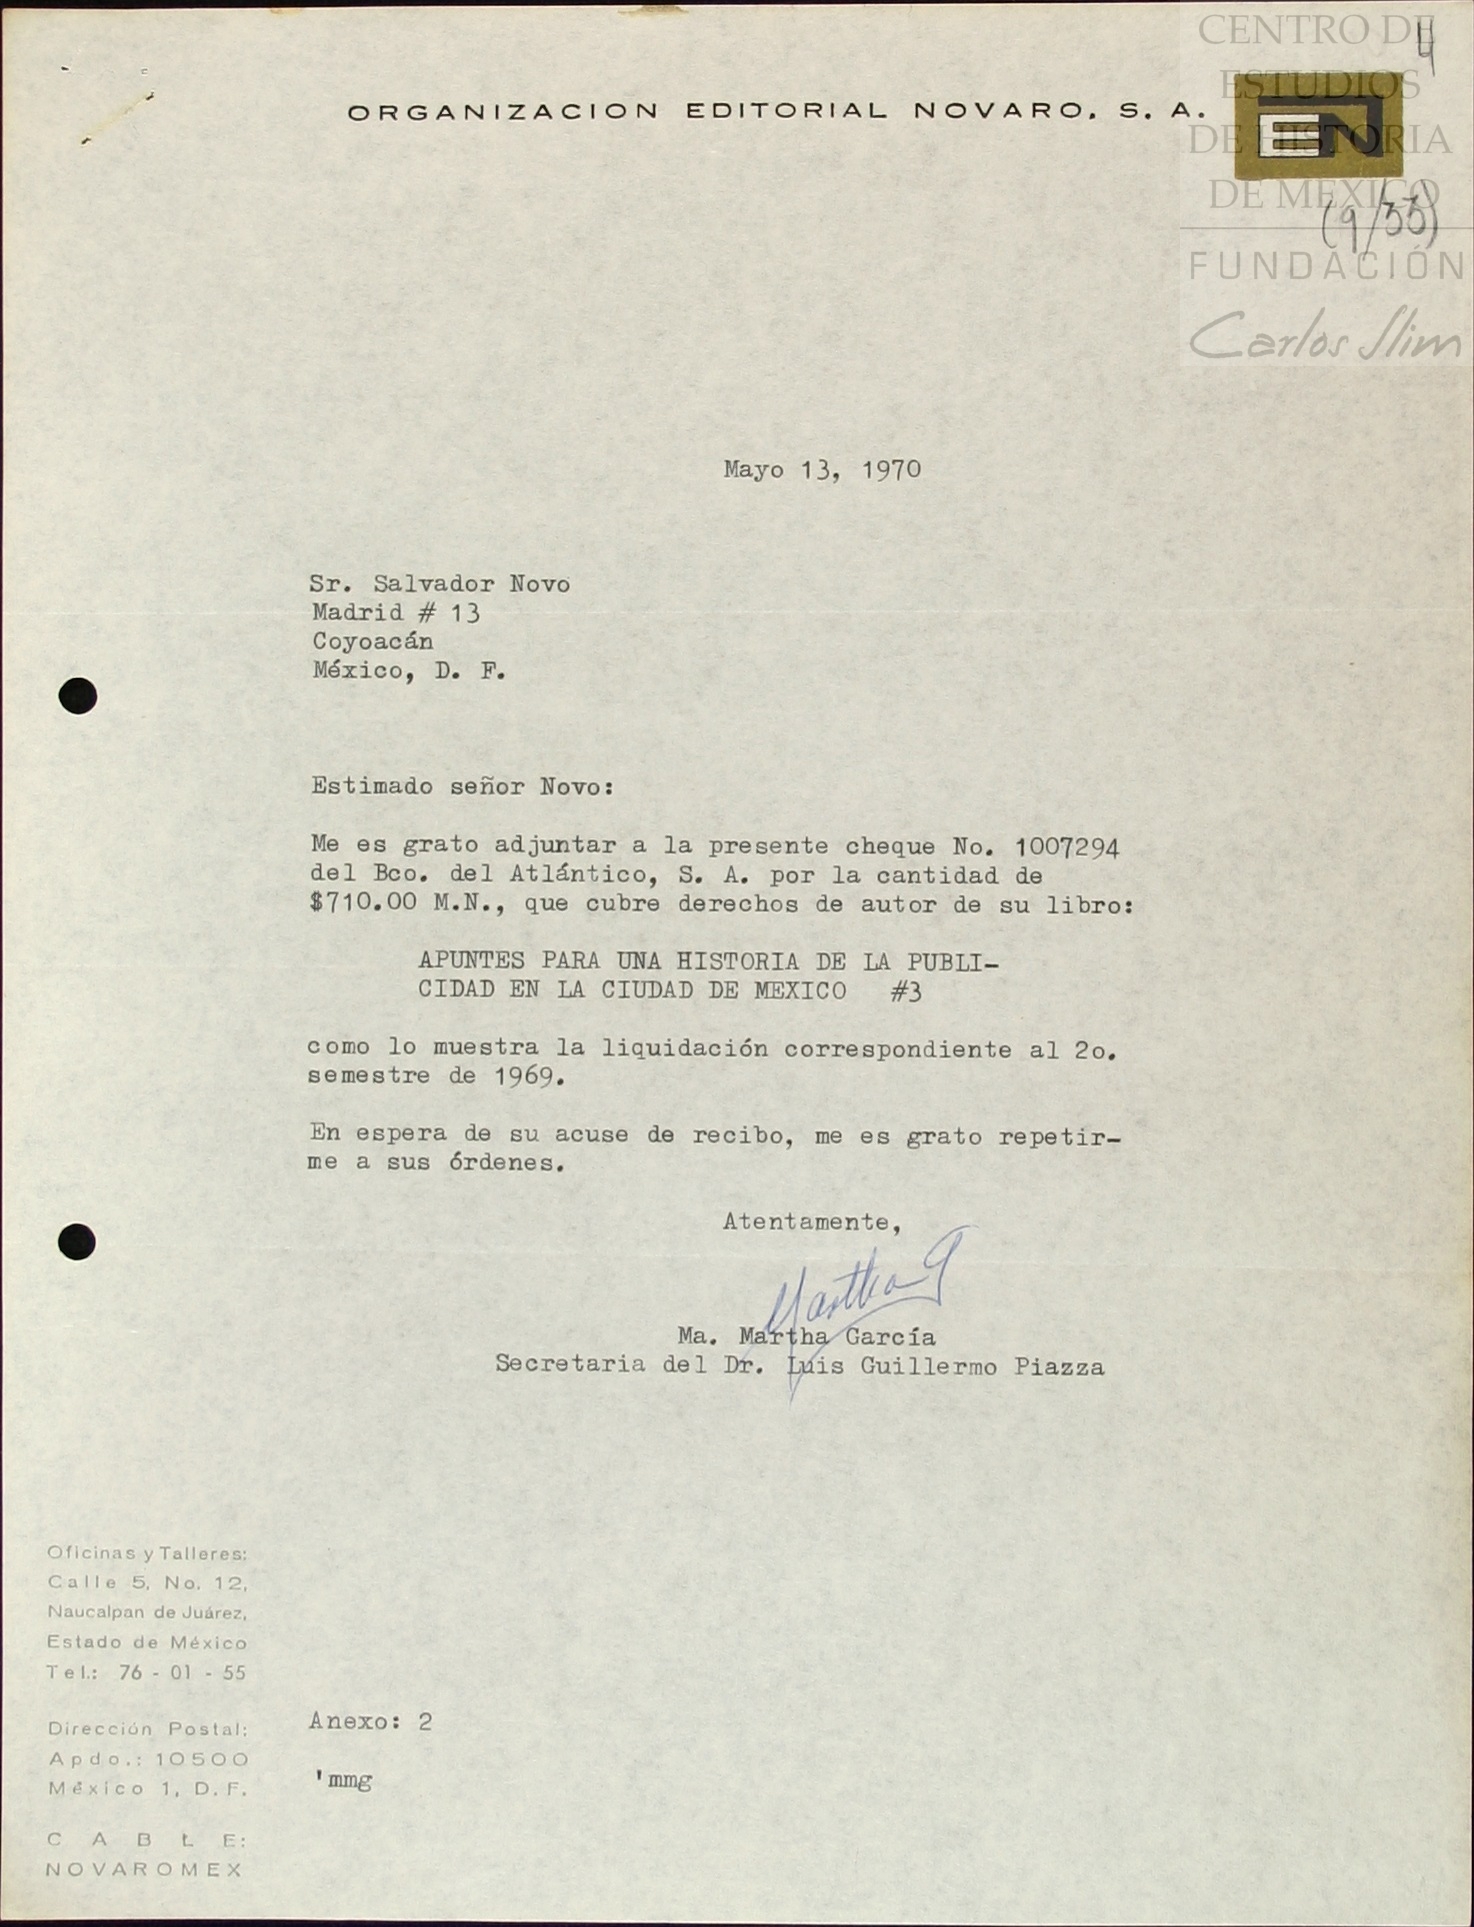 CENTRO DE
ESTUDIOS
DE HISTORIA
DE MEXICO
FUNDACIÓN
Carlos Slim
4
ORGANIZACION EDITORIAL NOVARO, S. A.
EN
(9/33)
Mayo 13, 1970
Sr. Salvador Novo
Madrid # 13
Coyoacán
México, D. F.
Estimado señor Novo:
Me es grato adjuntar a la presente cheque No. 1007294
del Bco. del Atlántico, S. A. por la cantidad de
$710.00 M.N., que cubre derechos de autor de su libro:
APUNTES PARA UNA HISTORIA DE LA PUBLI-
CIDAD EN LA CIUDAD DE MEXICO #3
como lo muestra la liquidación correspondiente al 2o.
semestre de 1969.
En espera de su acuse de recibo, me es grato repetir-
me a sus órdenes.
Atentamente,
Martha G
Ma. Martha García
Secretaria del Dr. Luis Guillermo Piazza
Oficinas y Talleres:
Calle 5, No. 12,
Naucalpan de Juárez,
Estado de México
Tel.: 76 - 01 - 55
Dirección Postal:
Apdo.: 10500
México 1, D. F.
CABLE:
NOVAROMEX
Anexo: 2
'mmg